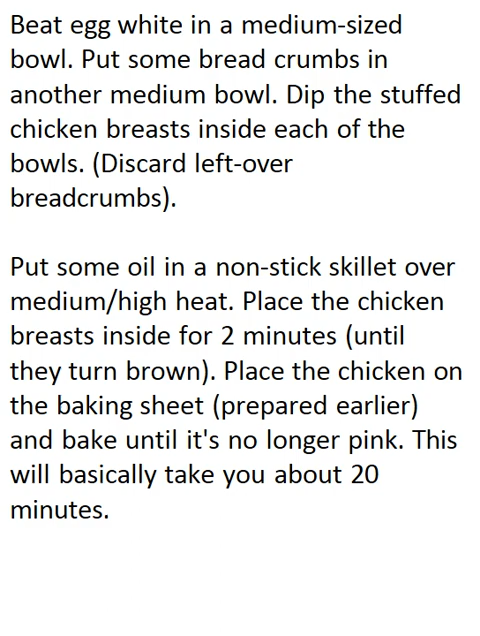 Beat egg white in a medium-sized
bowl. Put some bread crumbs in
another medium bowl. Dip the stuffed
chicken breasts inside each of the
bowls. (Discard left-over
breadcrumbs).
Put some oil in a non-stick skillet over
medium/high heat. Place the chicken
breasts inside for 2 minutes (until
they turn brown). Place the chicken on
the baking sheet (prepared earlier)
and bake until it's no longer pink. This
will basically take you about 20
minutes.